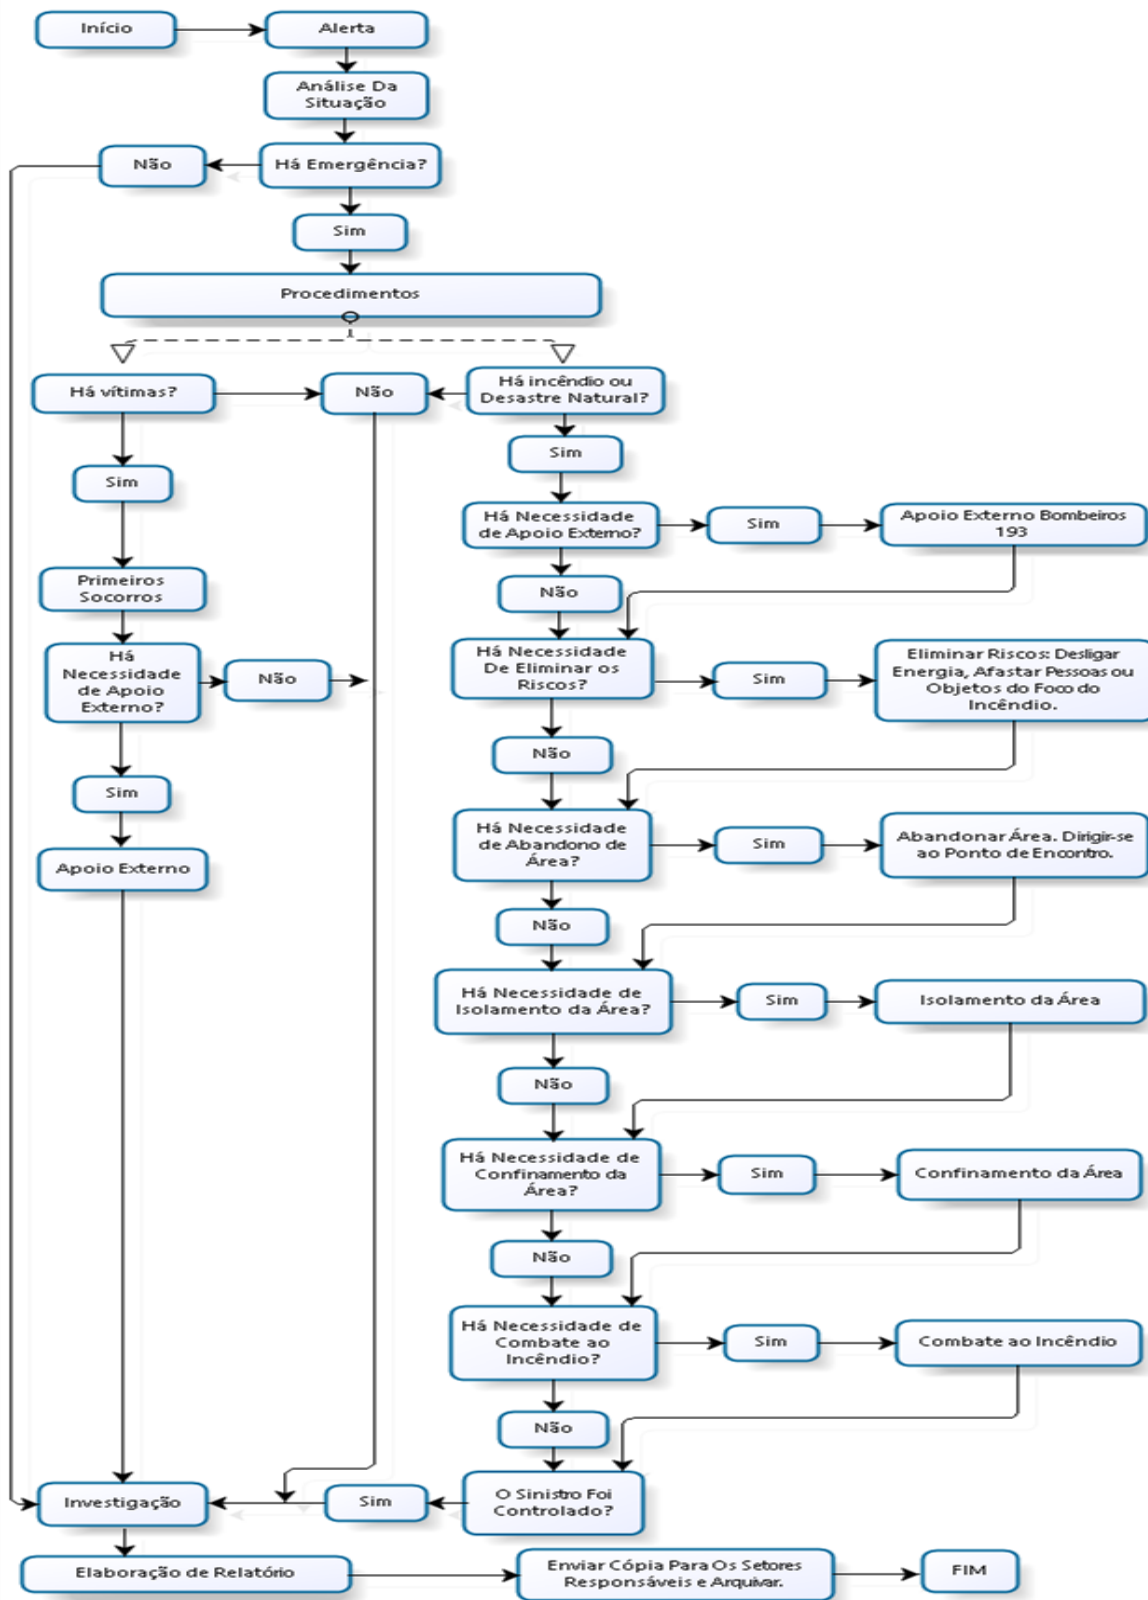 Início
Alerta
Análise Da
Situação
Não
Há Emergência?
Sim
Procedimentos
Há vítimas?
Não
Há incêndio ou
Desastre Natural?
Sim
Sim
Há Necessidade
de Apoio Externo?
Sim
Apoio Externo Bombeiros
193
Primeiros
Socorros
Não
Há
Necessidade
de Apoio
Externo?
Não
Há Necessidade
De Eliminar os
Riscos?
Sim
Eliminar Riscos: Desligar
Energia, Afastar Pessoas ou
Objetos do Foco do
Incêndio.
Não
Sim
Há Necessidade
de Abandono de
Área?
Sim
Abandonar Área. Dirigir-se
ao Ponto de Encontro.
Apoio Externo
Não
Há Necessidade de
Isolamento da Área?
Sim
Isolamento da Área
Não
Há Necessidade de
Confinamento da
Área?
Sim
Confinamento da Área
Não
Há Necessidade de
Combate ao
Incêndio?
Sim
Combate ao Incêndio
Não
Investigação
Sim
O Sinistro Foi
Controlado?
Elaboração de Relatório
Enviar Cópia Para Os Setores
Responsáveis e Arquivar.
FIM